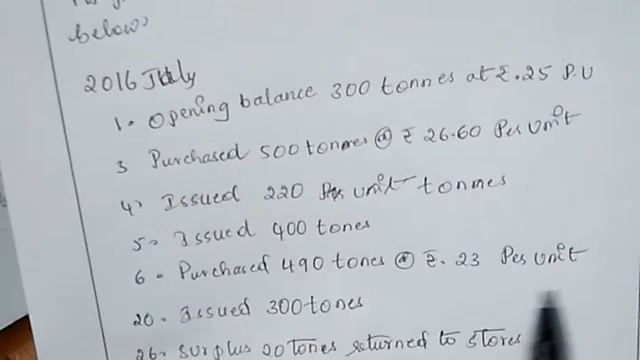 below:
2016 July
1. Opening balance 300 tonnes at ₹.25 P.U
3 Purchased 500 tonnes @ ₹ 26.60 Per Unit
4. Issued 220 tonnes
5. Issued 400 tones
6. Purchased 490 tones @ ₹. 23 Per Unit
20. Issued 300 tones
26. Surplus 20 tones returned to stores